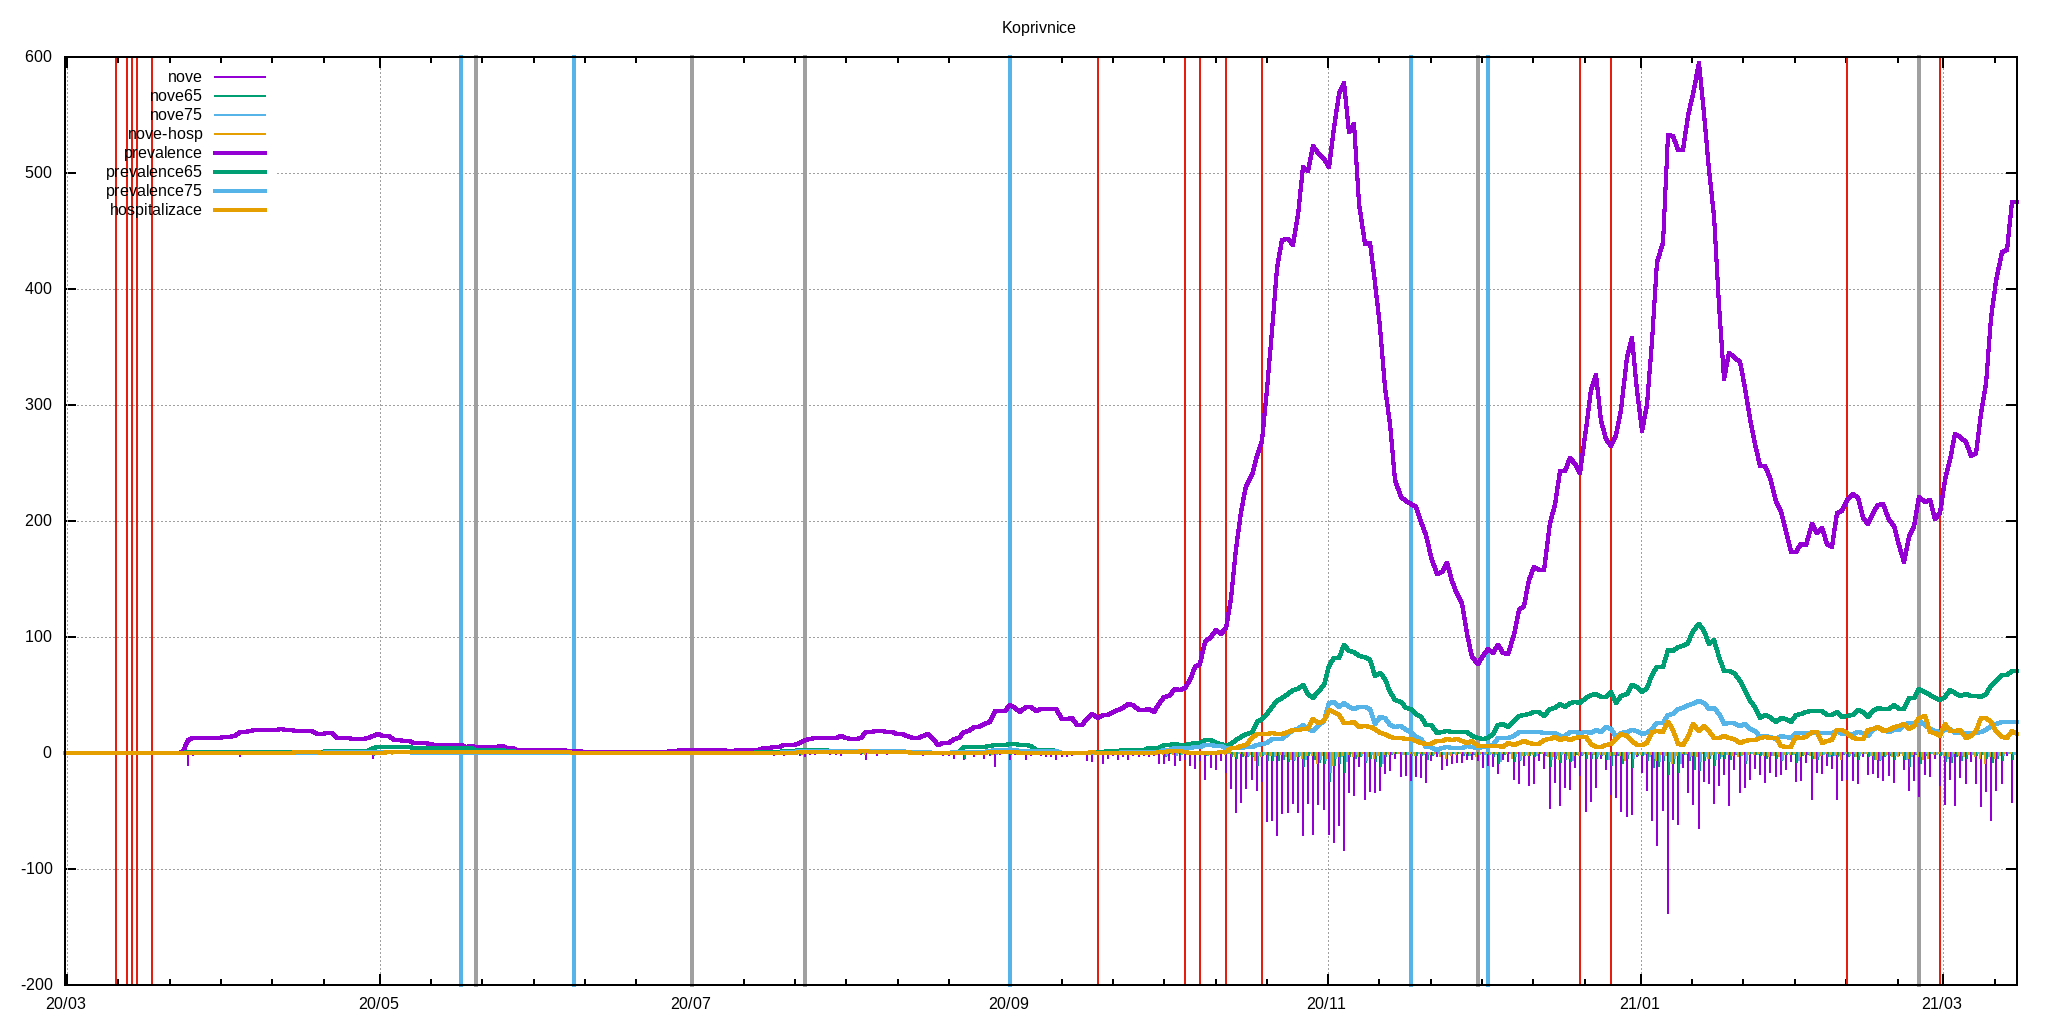 Koprivnice
600
500
400
300
200
100
0
-100
-200
nove
nove65
nove75
nove-hosp
prevalence
prevalence65
prevalence75
hospitalizace
20/03 20/05 20/07 20/09 20/11 21/01 21/03